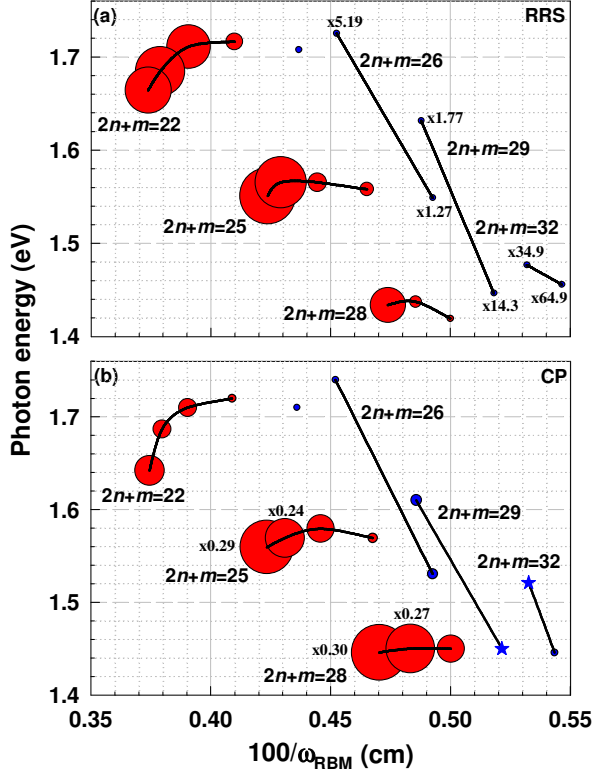 (a)
RRS
1.7
x5.19
2n+m=26
2n+m=22
x1.77
1.6
2n+m=29
2n+m=25
x1.27
2n+m=32
1.5
x34.9
2n+m=28
x14.3
x64.9
1.4
Photon energy (eV)
(b)
CP
1.7
2n+m=26
2n+m=22
1.6
x0.24
2n+m=29
x0.29
2n+m=25
2n+m=32
1.5
x0.27
x0.30
2n+m=28
1.4
0.35 0.40 0.45 0.50 0.55
100/ωRBM (cm)